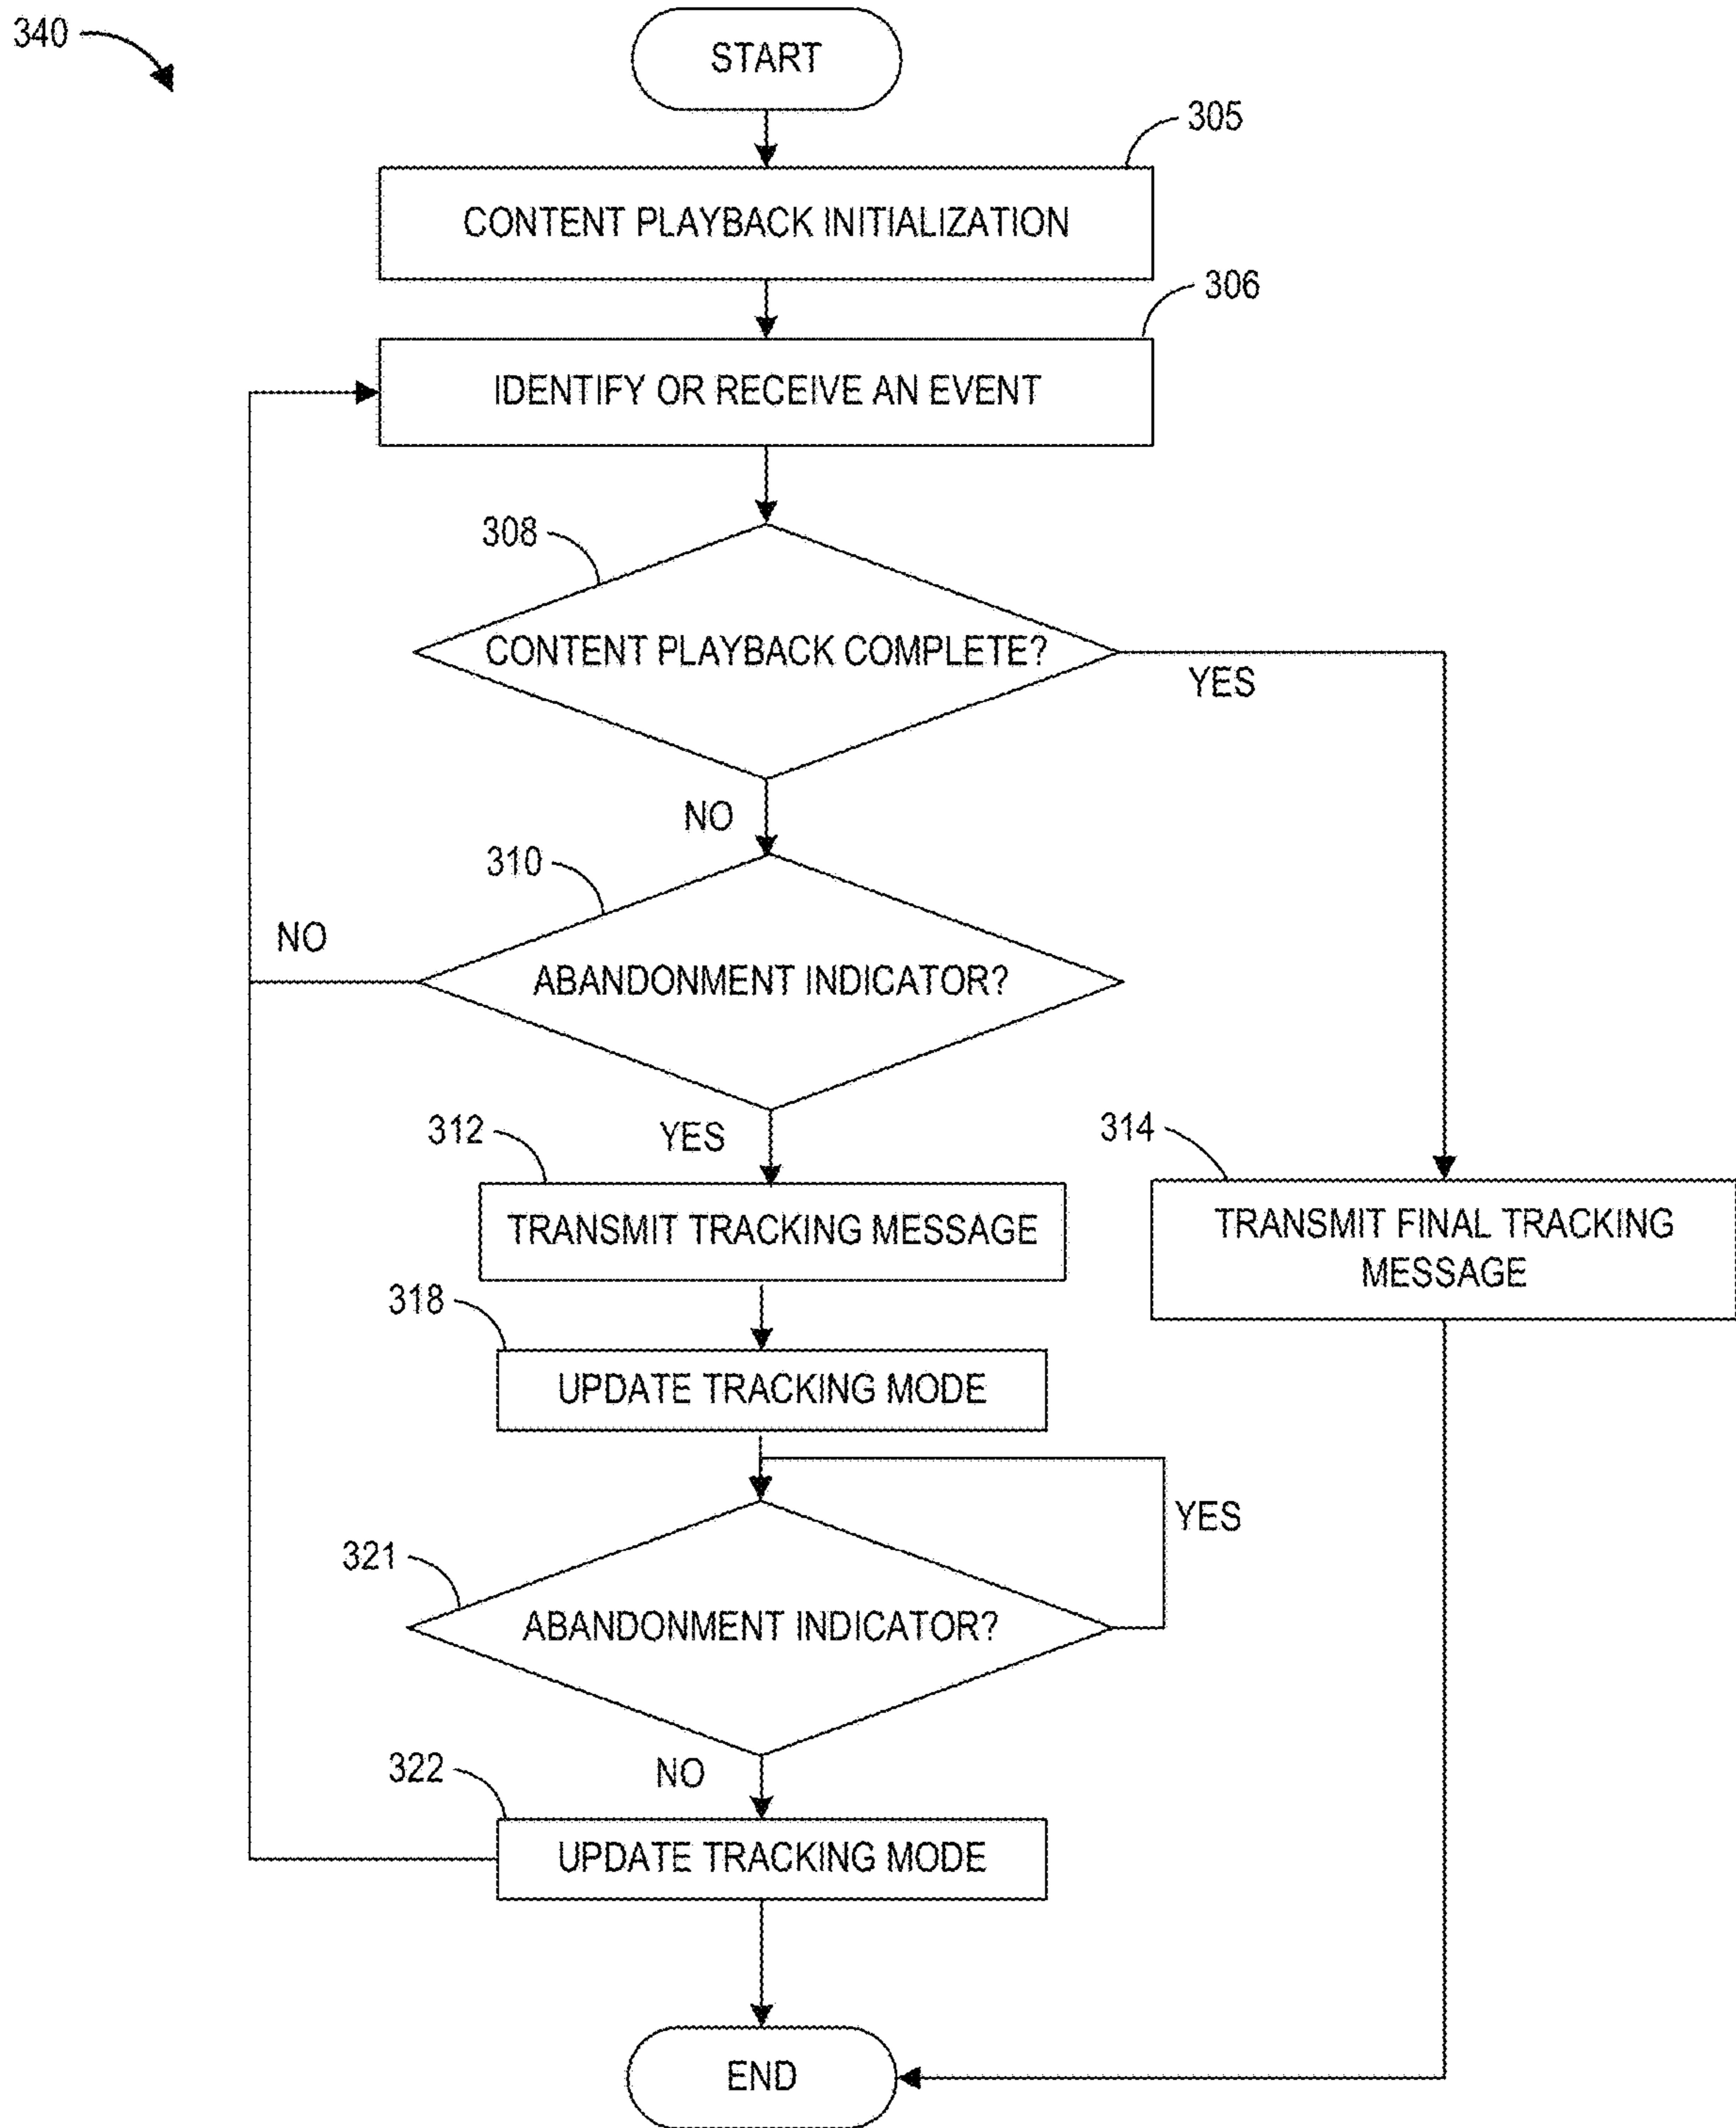 340
START
305
CONTENT PLAYBACK INITIALIZATION
306
IDENTIFY OR RECEIVE AN EVENT
308
CONTENT PLAYBACK COMPLETE?
YES
NO
310
NO
ABANDONMENT INDICATOR?
YES
312
TRANSMIT TRACKING MESSAGE
314
TRANSMIT FINAL TRACKING
MESSAGE
318
UPDATE TRACKING MODE
YES
321
ABANDONMENT INDICATOR?
NO
322
UPDATE TRACKING MODE
END